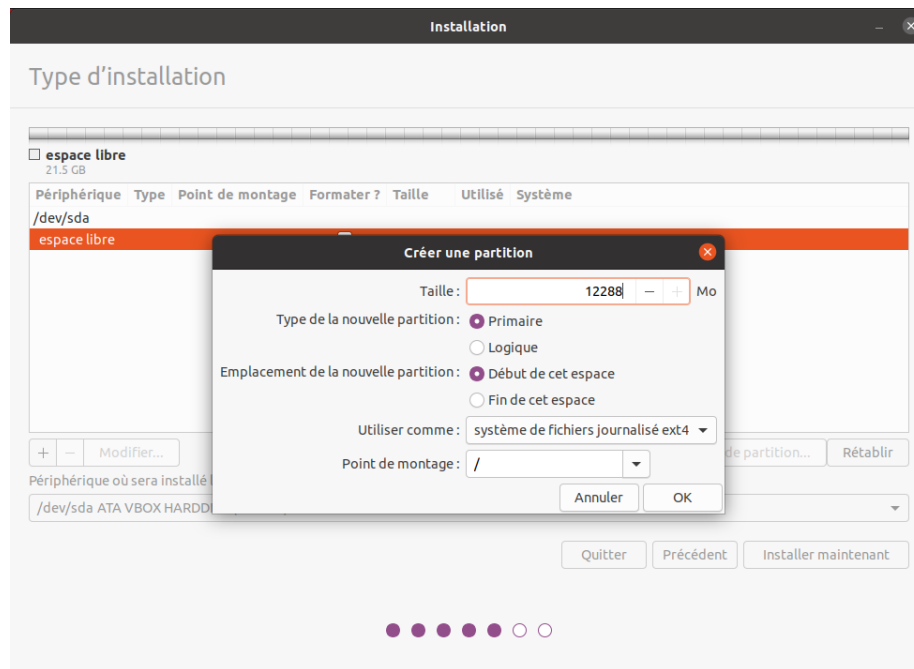 Installation
Type d'installation
espace libre
21.5 GB
Périphérique Type Point de montage Formater ? Taille Utilisé Système
/dev/sda
espace libre
Créer une partition
Taille : 12288 − + Mo
Type de la nouvelle partition : Primaire
Logique
Emplacement de la nouvelle partition : Début de cet espace
Fin de cet espace
Utiliser comme : système de fichiers journalisé ext4
Point de montage : /
Annuler OK
+ − Modifier... de partition... Rétablir
Périphérique où sera installé
/dev/sda ATA VBOX HARDD
Quitter Précédent Installer maintenant